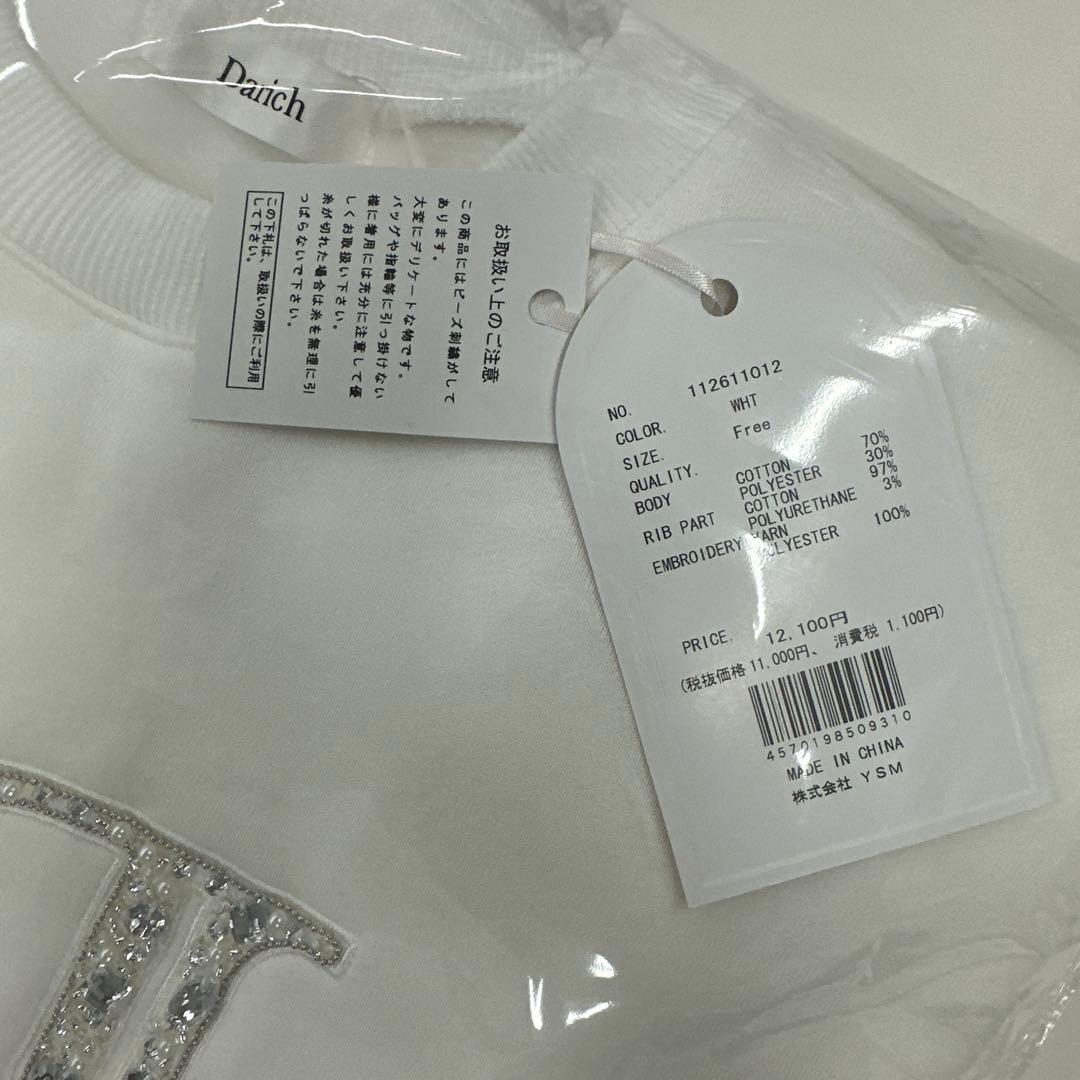 Darich
お取扱い上のご注意
この商品にはビーズ刺繍がして
あります。
大変にデリケートな物です。
バッグや指輪等に引っ掛けない
様に着用には充分に注意して優
しくお取扱い下さい。
糸が切れた場合は糸を無理に引
っぱらないで下さい。
この下札は、取扱いの際にご利用
して下さい。
NO. 112611012
COLOR. WHT
SIZE. Free
QUALITY.
BODY COTTON 70%
POLYESTER 30%
RIB PART COTTON 97%
POLYURETHANE 3%
EMBROIDERY YARN
POLYESTER 100%
PRICE. 12,100円
(税抜価格 11,000円、 消費税 1,100円)
4570198509310
MADE IN CHINA
株式会社 YSM